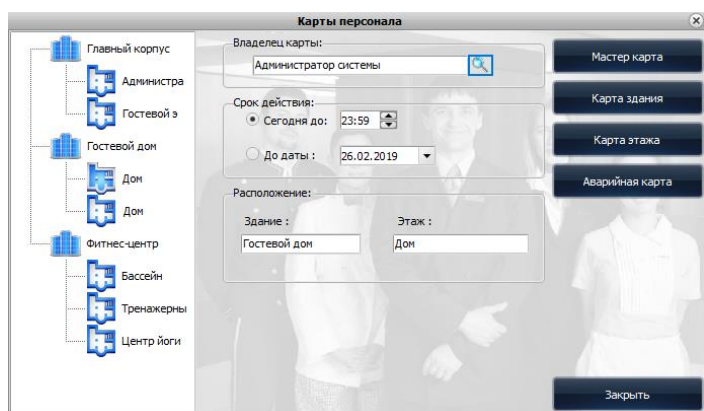 Карты персонала
Главный корпус
Администра
Гостевой э
Гостевой дом
Дом
Дом
Фитнес-центр
Бассейн
Тренажерны
Центр йоги
Владелец карты:
Администратор системы
Срок действия:
Сегодня до: 23:59
До даты : 26.02.2019
Расположение:
Здание : Этаж :
Гостевой дом Дом
Мастер карта
Карта здания
Карта этажа
Аварийная карта
Закрыть